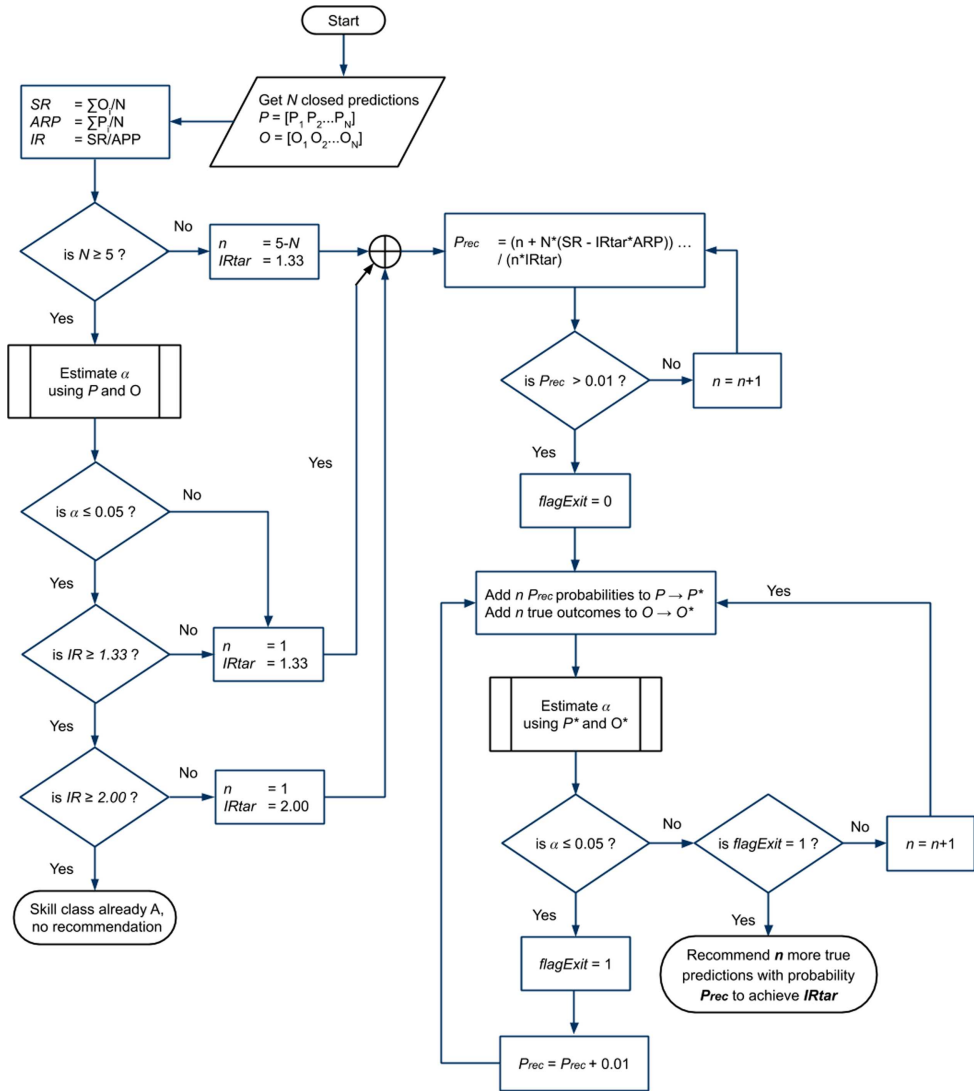 Start
Get N closed predictions
P = [P₁ P₂...P_N]
O = [O₁ O₂...O_N]
SR = ∑Oᵢ/N
ARP = ∑Pᵢ/N
IR = SR/APP
is N ≥ 5 ?
No
n = 5-N
IRtar = 1.33
Yes
Estimate α
using P and O
is α ≤ 0.05 ?
No
Yes
is IR ≥ 1.33 ?
No
n = 1
IRtar = 1.33
Yes
Yes
is IR ≥ 2.00 ?
No
n = 1
IRtar = 2.00
Yes
Skill class already A,
no recommendation
Prec = (n + N*(SR - IRtar*ARP)) ...
/ (n*IRtar)
is Prec > 0.01 ?
No
n = n+1
Yes
flagExit = 0
Add n Prec probabilities to P → P*
Add n true outcomes to O → O*
Yes
Estimate α
using P* and O*
is α ≤ 0.05 ?
No
is flagExit = 1 ?
No
n = n+1
Yes
flagExit = 1
Yes
Recommend n more true
predictions with probability
Prec to achieve IRtar
Prec = Prec + 0.01